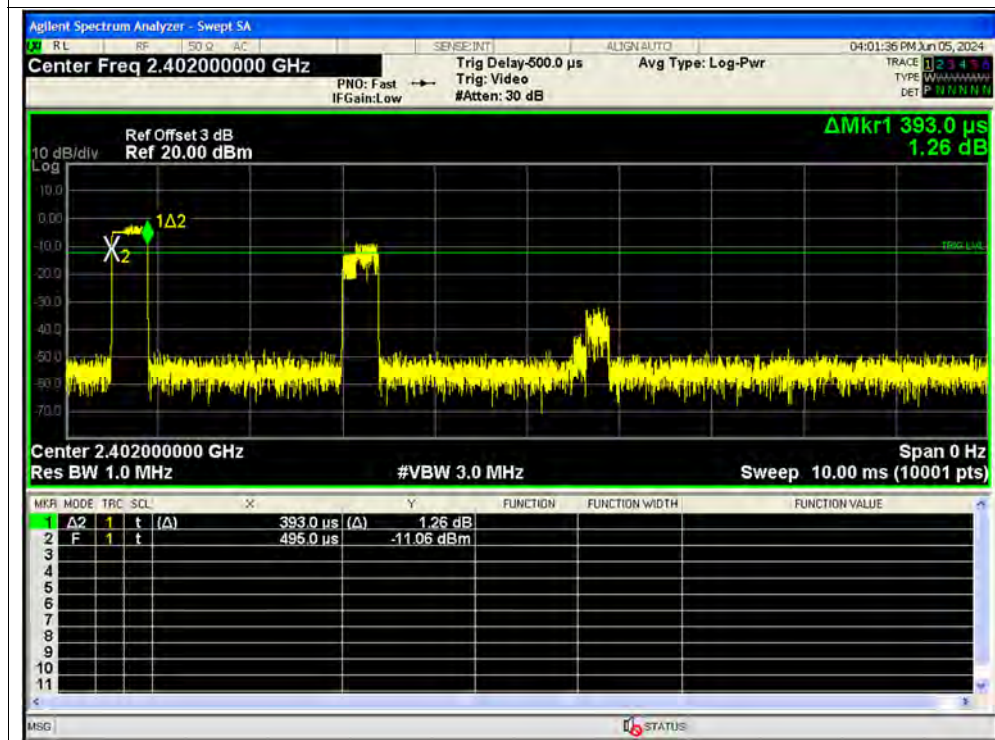 Agilent Spectrum Analyzer - Swept SA
RL RF 50 Ω AC SENSE:INT ALIGN AUTO 04:01:36 PM Jun 05, 2024
Center Freq 2.402000000 GHz
PNO: Fast
IFGain:Low
Trig Delay-500.0 µs
Trig: Video
#Atten: 30 dB
Avg Type: Log-Pwr
TRACE 1 2 3 4 5 6
TYPE WWWWWW
DET P N N N N N
ΔMkr1 393.0 µs
1.26 dB
Ref Offset 3 dB
10 dB/div Ref 20.00 dBm
Log
10.0
0.00
1Δ2
-10.0
2
TRIG LVL
-20.0
-30.0
-40.0
-50.0
-60.0
-70.0
Center 2.402000000 GHz Span 0 Hz
Res BW 1.0 MHz #VBW 3.0 MHz Sweep 10.00 ms (10001 pts)
MKR MODE TRC SCL X Y FUNCTION FUNCTION WIDTH FUNCTION VALUE
1 Δ2 1 t (Δ) 393.0 µs (Δ) 1.26 dB
2 F 1 t 495.0 µs -11.06 dBm
3
4
5
6
7
8
9
10
11
MSG STATUS